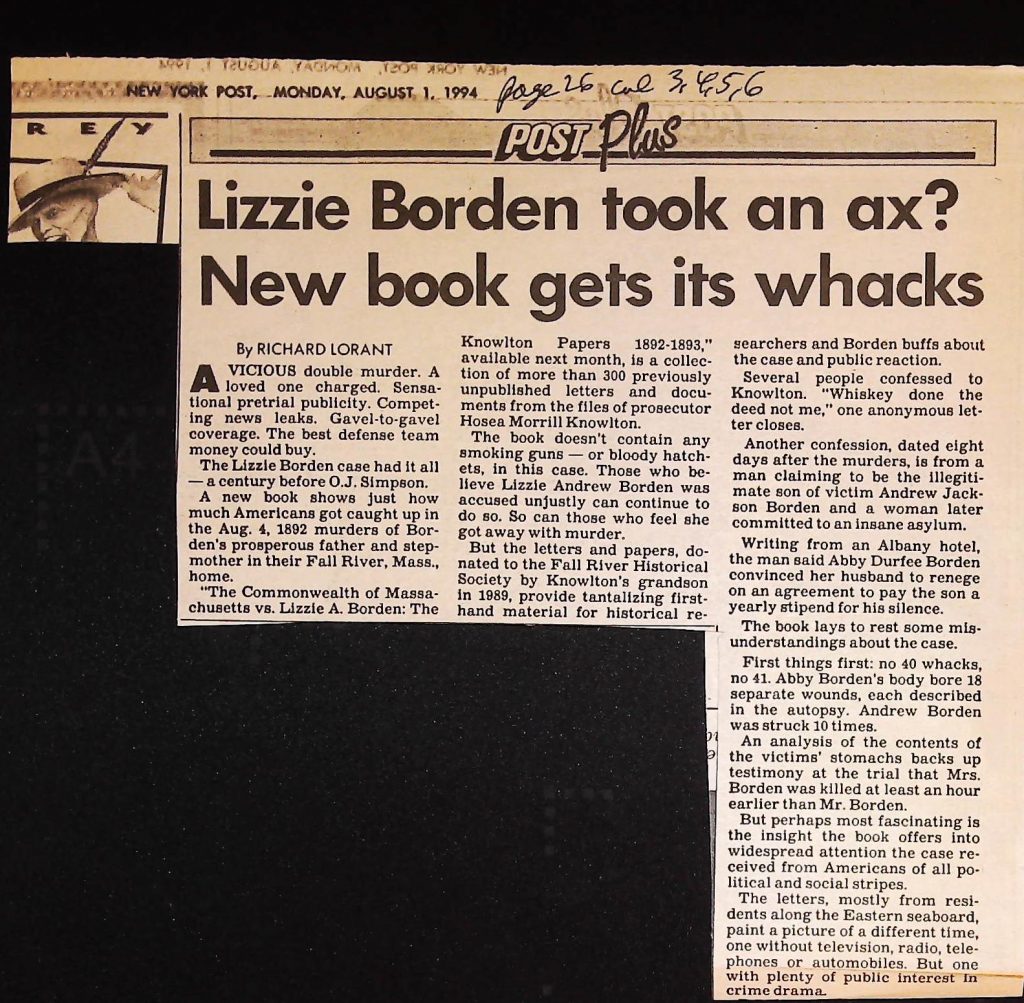 NEW YORK POST, MONDAY, AUGUST 1, 1994
page 26 col 3,4,5,6
REY
POST Plus
Lizzie Borden took an ax?
New book gets its whacks
By RICHARD LORANT
A VICIOUS double murder. A
loved one charged. Sensa-
tional pretrial publicity. Compet-
ing news leaks. Gavel-to-gavel
coverage. The best defense team
money could buy.
The Lizzie Borden case had it all
— a century before O.J. Simpson.
A new book shows just how
much Americans got caught up in
the Aug. 4, 1892 murders of Bor-
den's prosperous father and step-
mother in their Fall River, Mass.,
home.
"The Commonwealth of Massa-
chusetts vs. Lizzie A. Borden: The
Knowlton Papers 1892-1893,"
available next month, is a collec-
tion of more than 300 previously
unpublished letters and docu-
ments from the files of prosecutor
Hosea Morrill Knowlton.
The book doesn't contain any
smoking guns — or bloody hatch-
ets, in this case. Those who be-
lieve Lizzie Andrew Borden was
accused unjustly can continue to
do so. So can those who feel she
got away with murder.
But the letters and papers, do-
nated to the Fall River Historical
Society by Knowlton's grandson
in 1989, provide tantalizing first-
hand material for historical re-
searchers and Borden buffs about
the case and public reaction.
Several people confessed to
Knowlton. "Whiskey done the
deed not me," one anonymous let-
ter closes.
Another confession, dated eight
days after the murders, is from a
man claiming to be the illegiti-
mate son of victim Andrew Jack-
son Borden and a woman later
committed to an insane asylum.
Writing from an Albany hotel,
the man said Abby Durfee Borden
convinced her husband to renege
on an agreement to pay the son a
yearly stipend for his silence.
The book lays to rest some mis-
understandings about the case.
First things first: no 40 whacks,
no 41. Abby Borden's body bore 18
separate wounds, each described
in the autopsy. Andrew Borden
was struck 10 times.
An analysis of the contents of
the victims' stomachs backs up
testimony at the trial that Mrs.
Borden was killed at least an hour
earlier than Mr. Borden.
But perhaps most fascinating is
the insight the book offers into
widespread attention the case re-
ceived from Americans of all po-
litical and social stripes.
The letters, mostly from resi-
dents along the Eastern seaboard,
paint a picture of a different time,
one without television, radio, tele-
phones or automobiles. But one
with plenty of public interest in
crime drama.